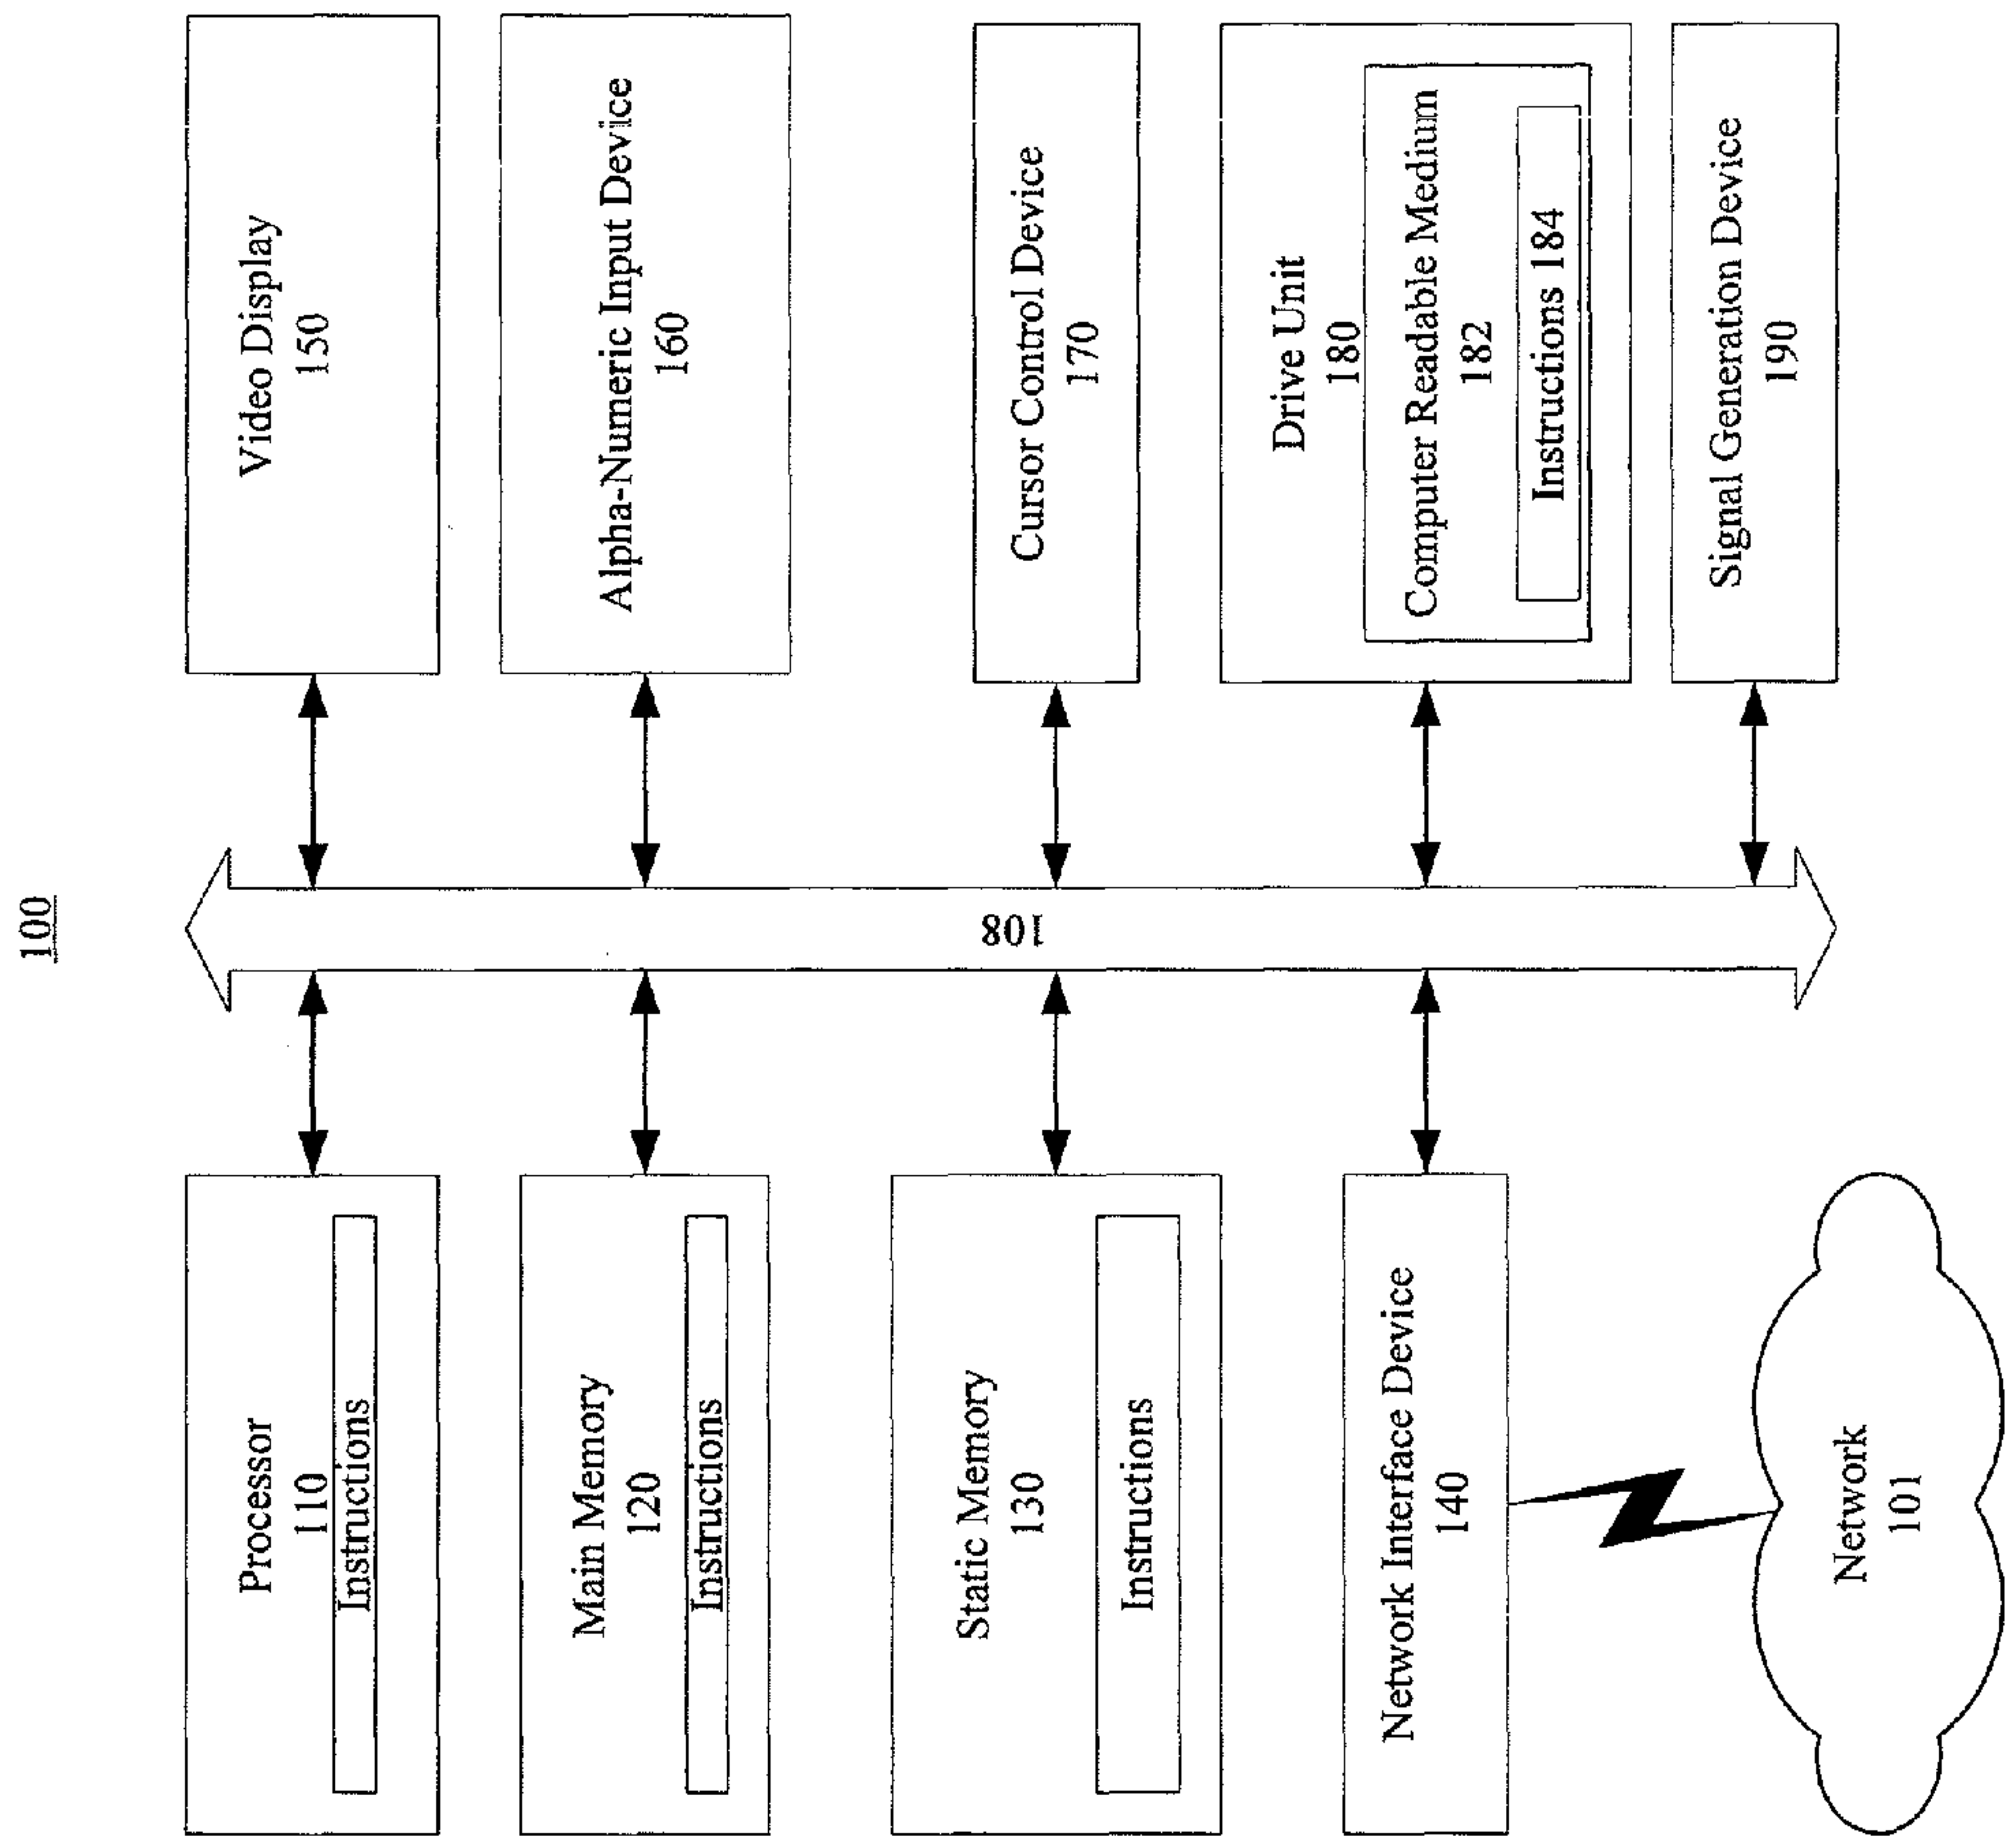 100
Processor
110
Instructions
Main Memory
120
Instructions
Static Memory
130
Instructions
Network Interface Device
140
Network
101
108
Video Display
150
Alpha-Numeric Input Device
160
Cursor Control Device
170
Drive Unit
180
Computer Readable Medium
182
Instructions 184
Signal Generation Device
190